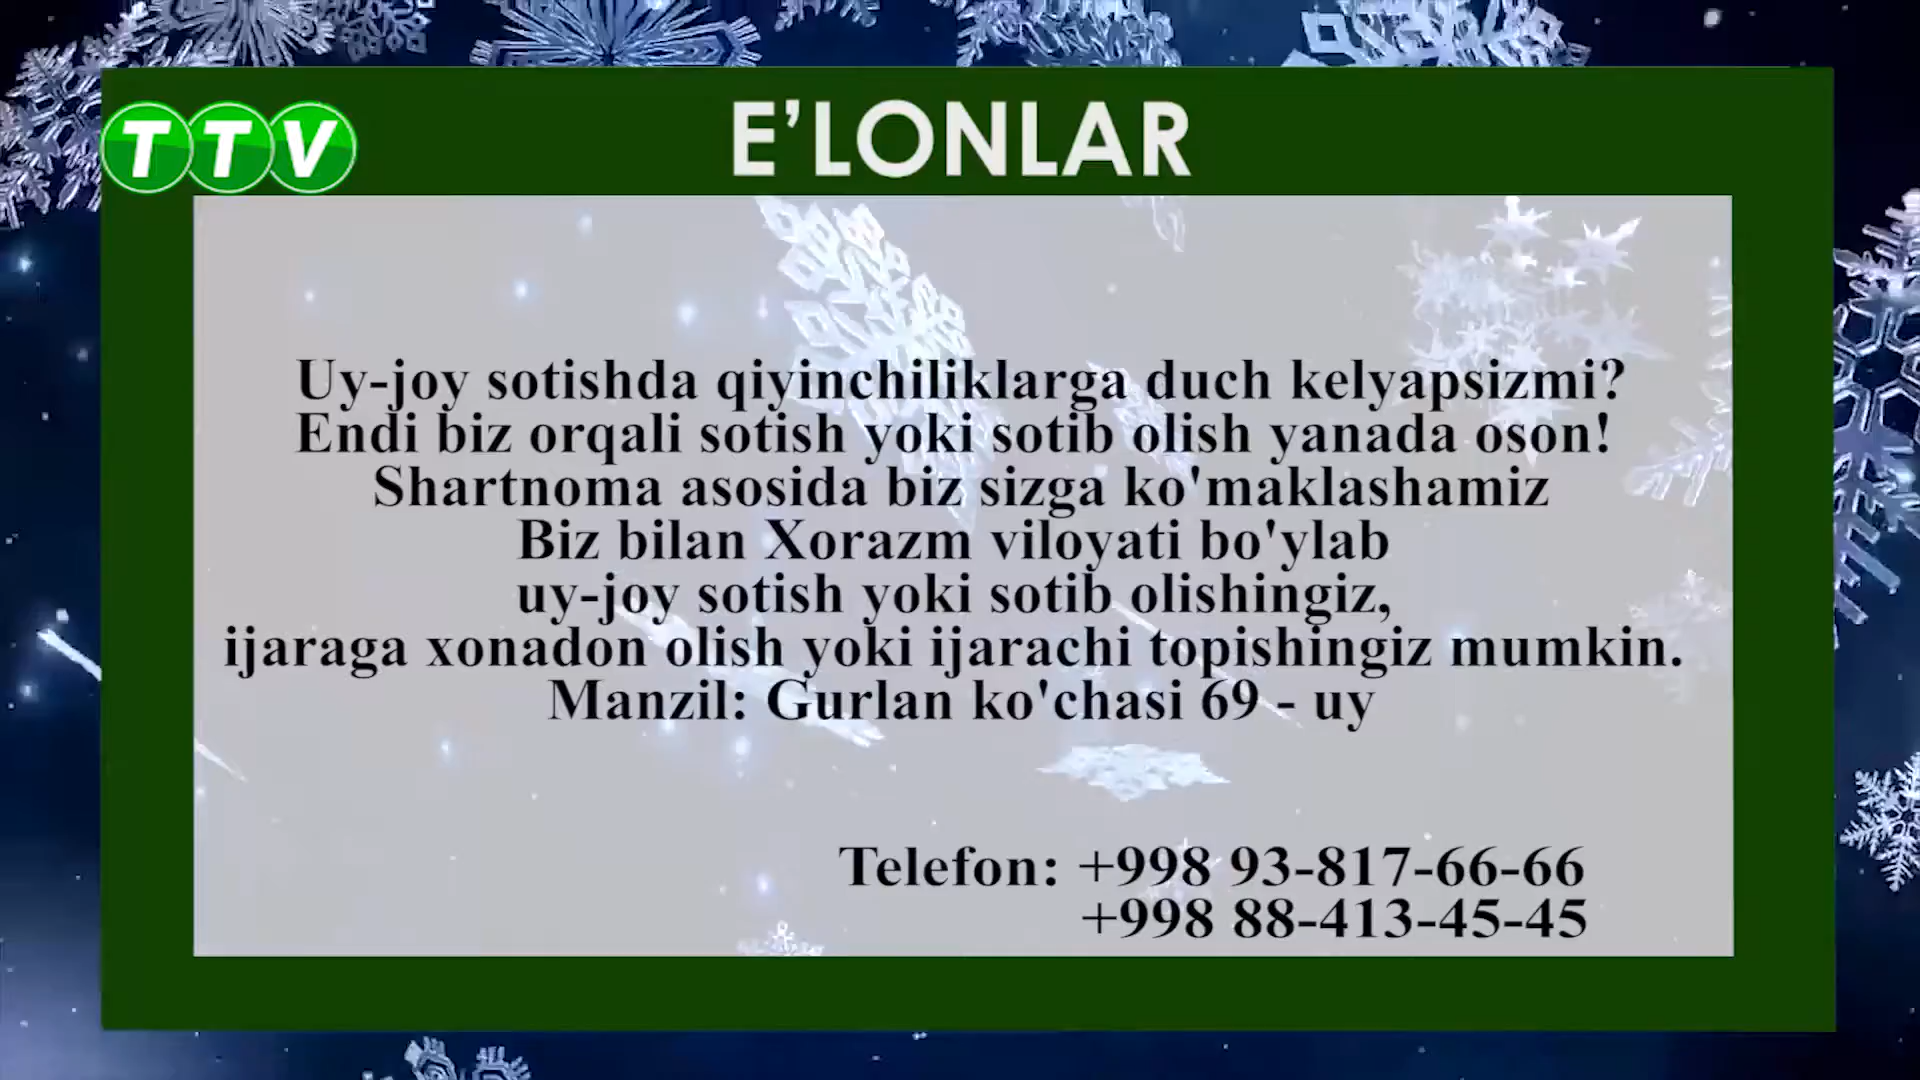 TTV
E’LONLAR
Uy-joy sotishda qiyinchiliklarga duch kelyapsizmi?
Endi biz orqali sotish yoki sotib olish yanada oson!
Shartnoma asosida biz sizga ko'maklashamiz
Biz bilan Xorazm viloyati bo'ylab
uy-joy sotish yoki sotib olishingiz,
ijaraga xonadon olish yoki ijarachi topishingiz mumkin.
Manzil: Gurlan ko'chasi 69 - uy
Telefon: +998 93-817-66-66
+998 88-413-45-45